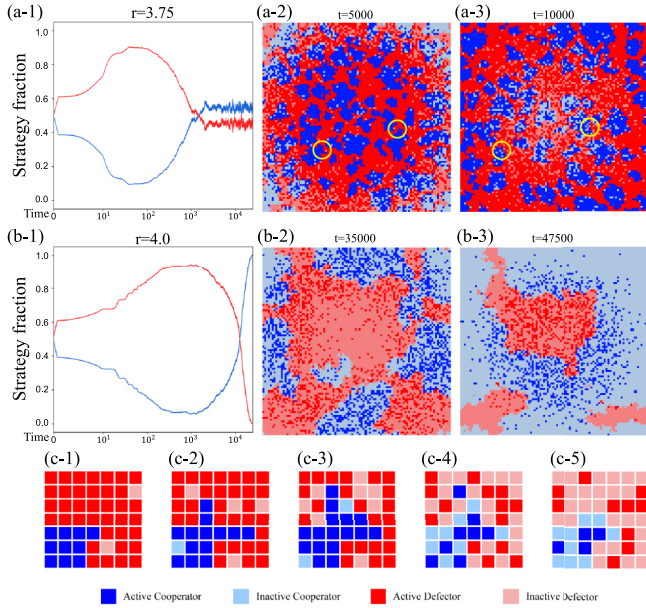 (a-1) r=3.75 (a-2) t=5000 (a-3) t=10000
Strategy fraction
1.0
0.8
0.6
0.4
0.2
0.0
Time 0 10¹ 10² 10³ 10⁴
(b-1) r=4.0 (b-2) t=35000 (b-3) t=47500
Strategy fraction
1.0
0.8
0.6
0.4
0.2
0.0
Time 0 10¹ 10² 10³ 10⁴
(c-1) (c-2) (c-3) (c-4) (c-5)
Active Cooperator Inactive Cooperator Active Defector Inactive Defector